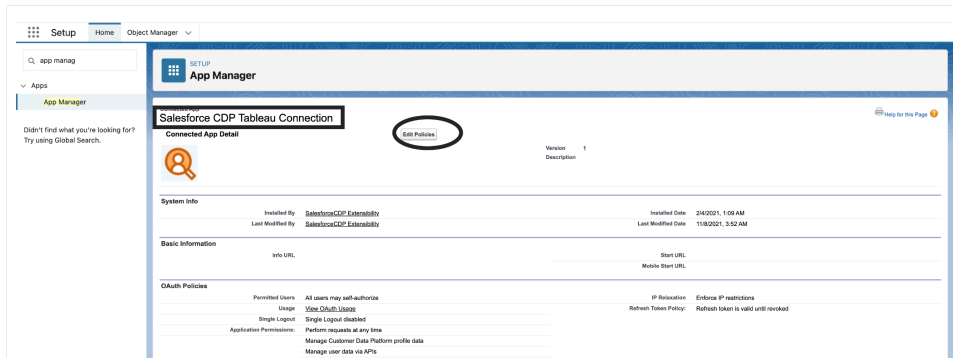 Setup Home Object Manager
app manag
SETUP
App Manager
Apps
App Manager
Didn't find what you're looking for?
Try using Global Search.
Connected App
Salesforce CDP Tableau Connection
Help for this Page
Connected App Detail
Edit Policies
Version 1
Description
System Info
Installed By SalesforceCDP Extensibility Installed Date 2/4/2021, 1:09 AM
Last Modified By SalesforceCDP Extensibility Last Modified Date 11/8/2021, 3:52 AM
Basic Information
Info URL Start URL
Mobile Start URL
OAuth Policies
Permitted Users All users may self-authorize IP Relaxation Enforce IP restrictions
Usage View OAuth Usage Refresh Token Policy: Refresh token is valid until revoked
Single Logout Single Logout disabled
Application Permissions: Perform requests at any time
Manage Customer Data Platform profile data
Manage user data via APIs